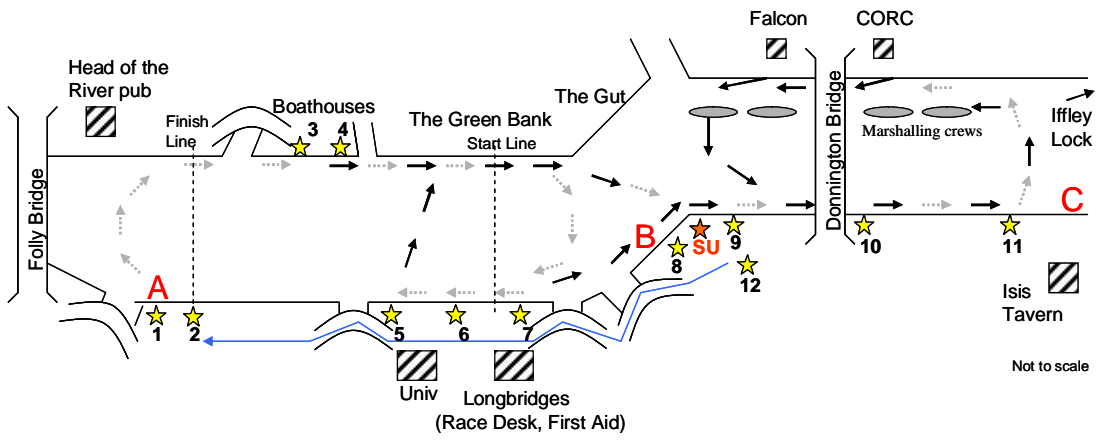 Falcon
CORC
Head of the
River pub
Boathouses
3
4
The Green Bank
The Gut
Finish
Line
Start Line
Marshalling crews
Iffley
Lock
Folly Bridge
Donnington Bridge
A
B
C
SU
1
2
5
6
7
8
9
10
11
12
Isis
Tavern
Univ
Longbridges
(Race Desk, First Aid)
Not to scale